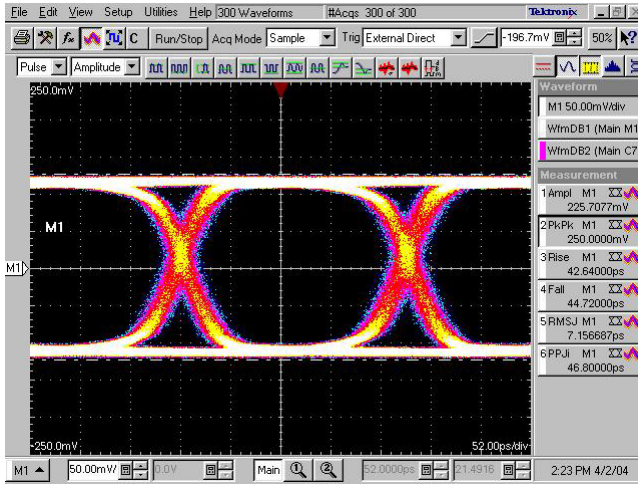 File Edit View Setup Utilities Help 300 Waveforms #Acqs 300 of 300 Tektronix
C Run/Stop Acq Mode Sample Trig External Direct -196.7mV 50%
Pulse Amplitude
250.0mV
M1
M1
-250.0mV
52.00ps/div
Waveform
M1 50.00mV/div
WfmDB1 (Main M1
WfmDB2 (Main C7
Measurement
1 Ampl M1
225.7077mV
2 PkPk M1
250.0000mV
3 Rise M1
42.64000ps
4 Fall M1
44.72000ps
5 RMSJ M1
7.156687ps
6 PPJi M1
46.80000ps
M1 50.00mV/ 0.0V Main 52.0000ps 21.4916 2:23 PM 4/2/04